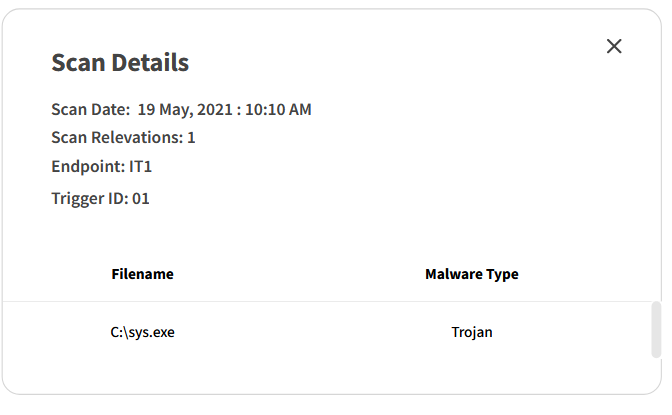 Scan Details
Scan Date: 19 May, 2021 : 10:10 AM
Scan Relevations: 1
Endpoint: IT1
Trigger ID: 01
Filename Malware Type
C:\sys.exe Trojan